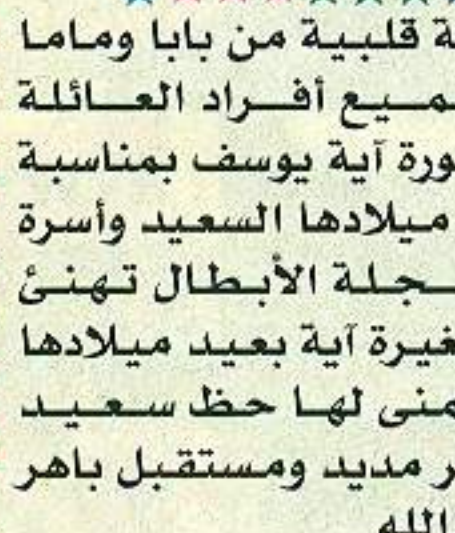 ة قلبية من بابا وماما
ميع أفراد العائلة
ورة آية يوسف بمناسبة
ميلادها السعيد وأسرة
جلة الأبطال تهنئ
غيرة آية بعيد ميلادها
منى لها حظ سعيد
ر مديد ومستقبل باهر
الله